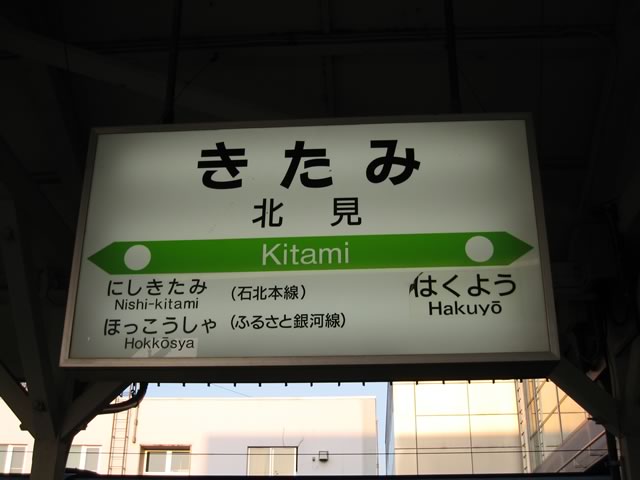 きたみ
北見
Kitami
にしきたみ (石北本線)
Nishi-kitami
ほっこうしゃ (ふるさと銀河線)
Hokkōsya
はくよう
Hakuyō